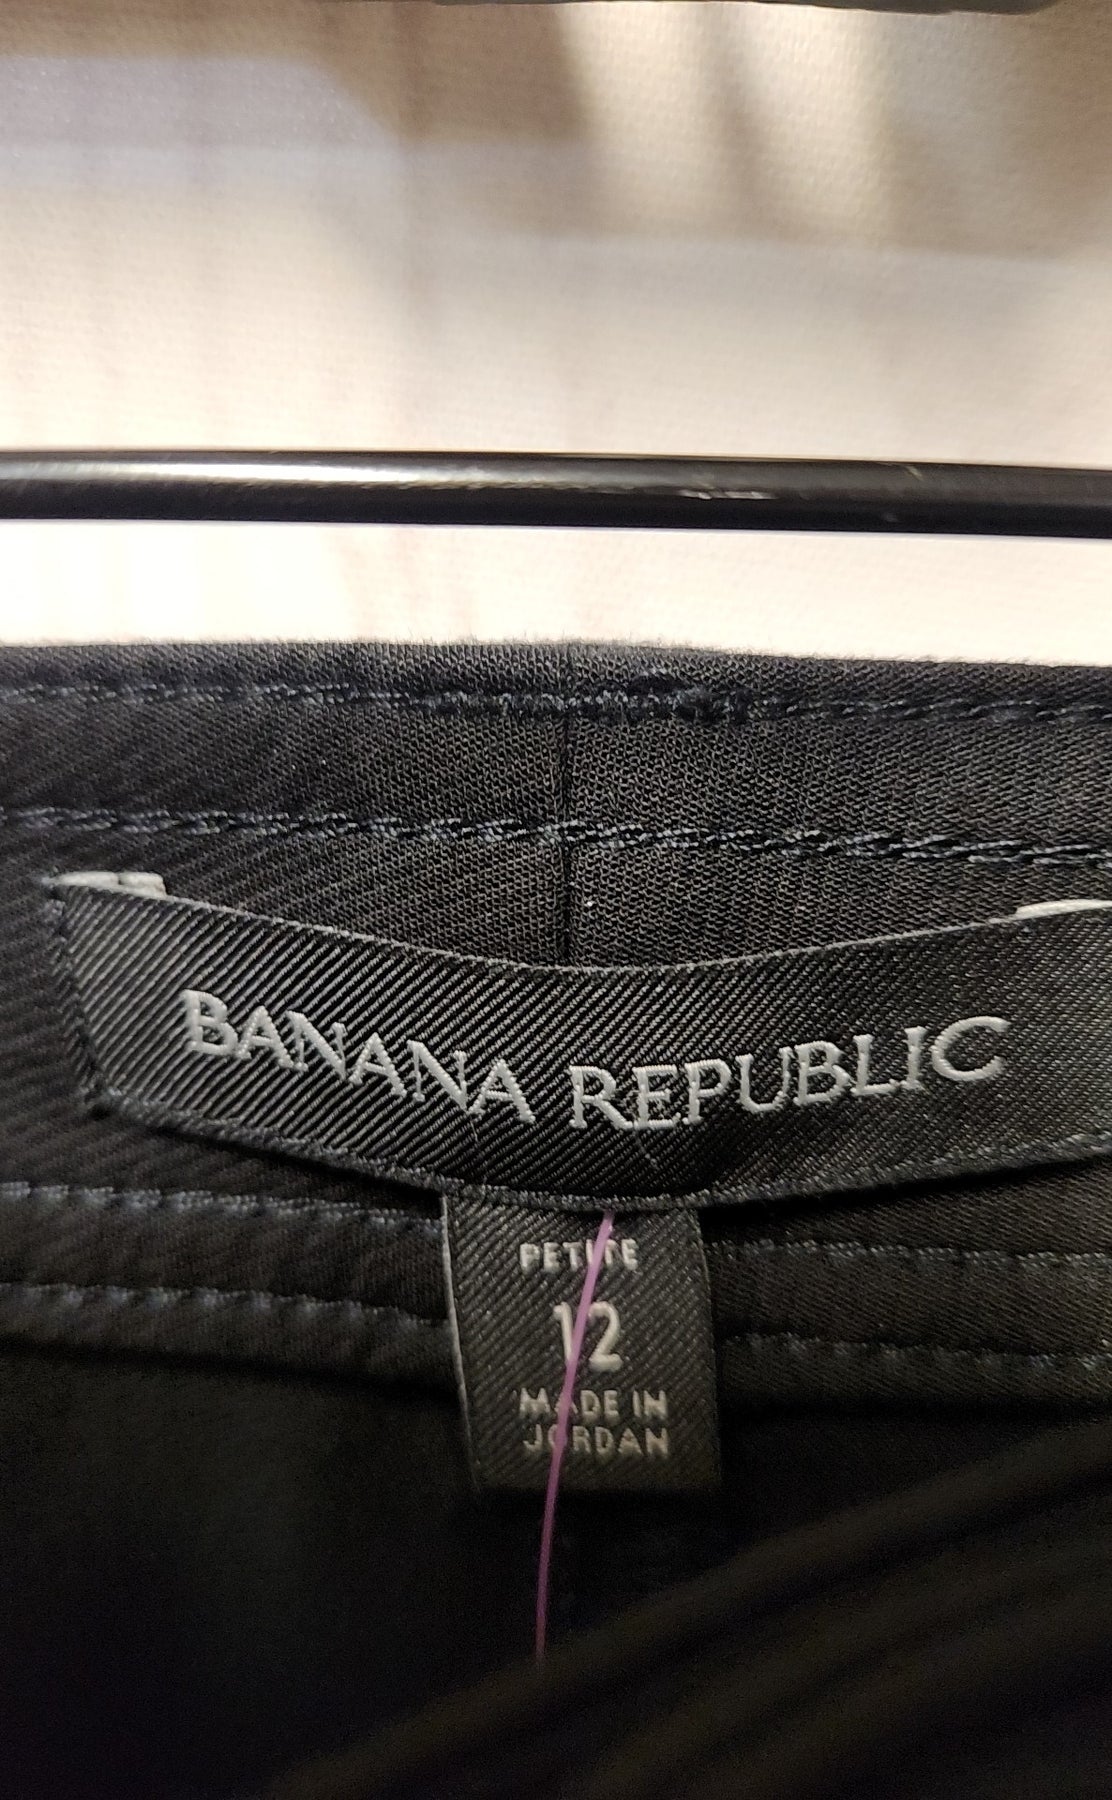 BANANA REPUBLIC
PETITE
12
MADE IN
JORDAN